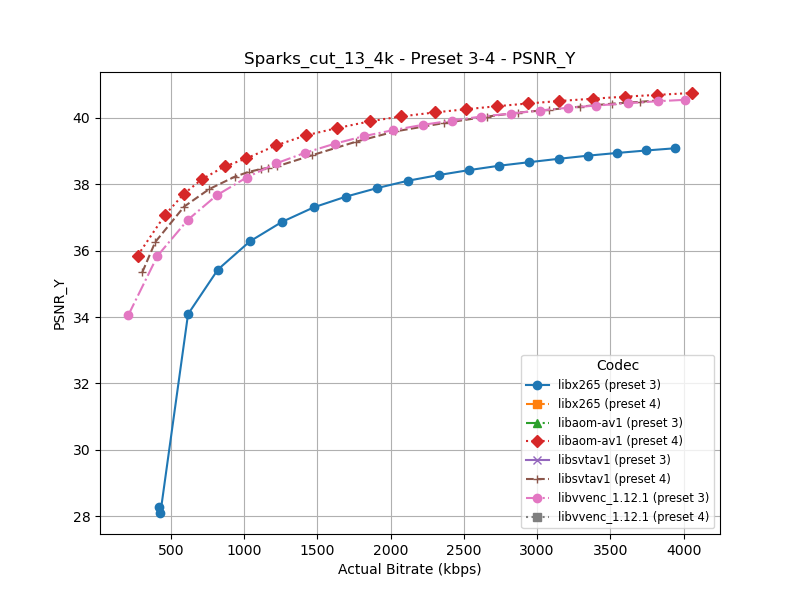 Sparks_cut_13_4k - Preset 3-4 - PSNR_Y
PSNR_Y
40
38
36
34
32
30
28
500
1000
1500
2000
2500
3000
3500
4000
Actual Bitrate (kbps)
Codec
libx265 (preset 3)
libx265 (preset 4)
libaom-av1 (preset 3)
libaom-av1 (preset 4)
libsvtav1 (preset 3)
libsvtav1 (preset 4)
libvvenc_1.12.1 (preset 3)
libvvenc_1.12.1 (preset 4)